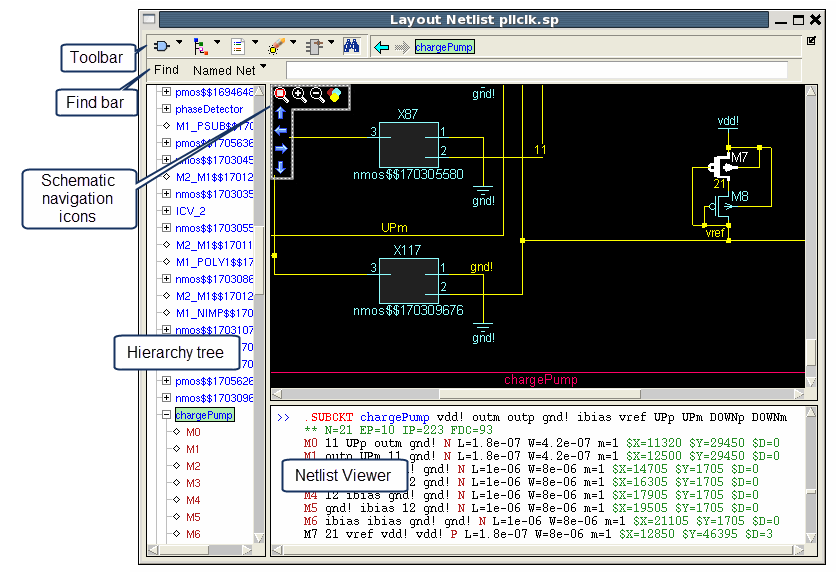 Layout Netlist pllclk.sp
Toolbar
chargePump
Find Named Net
Find bar
Schematic
navigation
icons
Hierarchy tree
pmos$$1694648
phaseDetector
M1_PSUB$$170
pmos$$1705636
nmos$$1703045
M2_M1$$17012
nmos$$1703035
ICV_2
nmos$$1703055
M2_M1$$17011
M1_POLY1$$17
nmos$$1703086
M2_M1$$17012
M1_NIMP$$170
nmos$$1703107
pmos$$1705626
nmos$$1703096
chargePump
M0
M1
M2
M3
M4
M5
M6
gnd!
X87
3
1
2
11
nmos$$170305580
gnd!
UPm
X117
3
1
gnd!
2
nmos$$170309676
gnd!
vdd!
M7
21
M8
vref
chargePump
>> .SUBCKT chargePump vdd! outm outp gnd! ibias vref UPp UPm DOWNp DOWNm
** N=21 EP=10 IP=223 FDC=93
M0 11 UPp outm gnd! N L=1.8e-07 W=4.2e-07 m=1 $X=11320 $Y=29450 $D=0
M1 outp UPm 11 gnd! N L=1.8e-07 W=4.2e-07 m=1 $X=12500 $Y=29450 $D=0
gnd! N L=1e-06 W=8e-06 m=1 $X=14705 $Y=1705 $D=0
gnd! N L=1e-06 W=8e-06 m=1 $X=16305 $Y=1705 $D=0
M4 12 ibias gnd! gnd! N L=1e-06 W=8e-06 m=1 $X=17905 $Y=1705 $D=0
M5 gnd! ibias 12 gnd! N L=1e-06 W=8e-06 m=1 $X=19505 $Y=1705 $D=0
M6 ibias ibias gnd! gnd! N L=1e-06 W=8e-06 m=1 $X=21105 $Y=1705 $D=0
M7 21 vref vdd! vdd! P L=1.8e-07 W=8e-06 m=1 $X=12850 $Y=46395 $D=3
Netlist Viewer